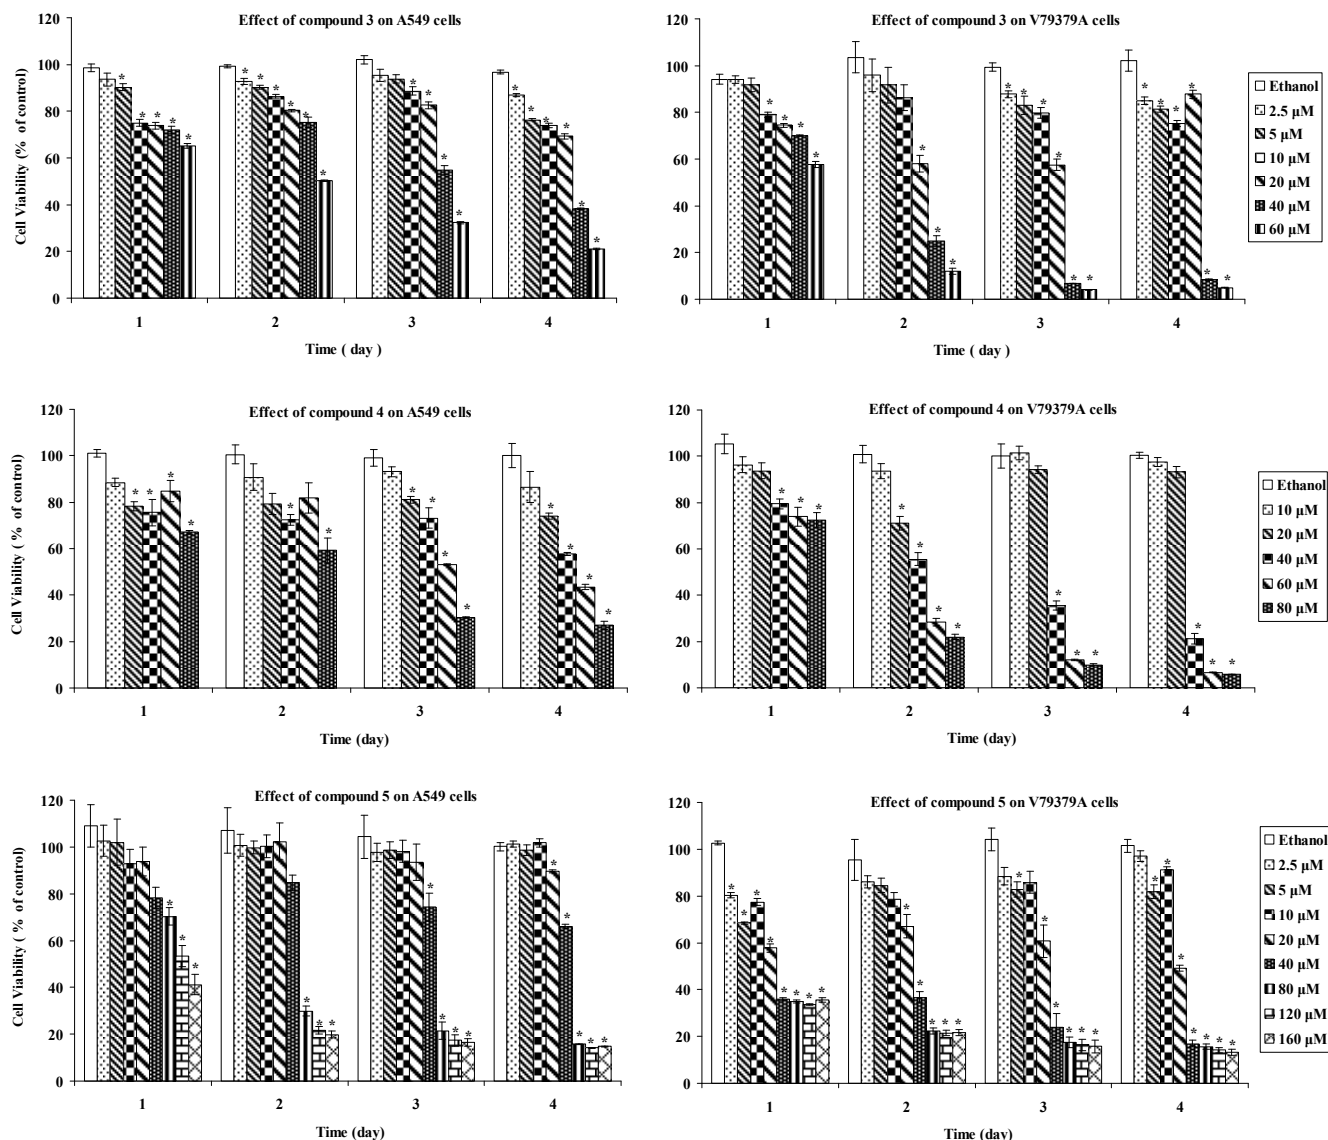 Effect of compound 3 on A549 cells
Cell Viability (% of control)
120
100
80
60
40
20
0
* * * * * *
* * * * * *
* * * *
* * * * * *
1 2 3 4
Time ( day )
Effect of compound 3 on V79379A cells
120
100
80
60
40
20
0
* * * *
* * *
* * * * * *
* * * * * *
1 2 3 4
Time (day)
Ethanol
2.5 μM
5 μM
10 μM
20 μM
40 μM
60 μM
Effect of compound 4 on A549 cells
Cell Viability ( % of control)
120
100
80
60
40
20
0
* * * *
* *
* * * *
* * * *
1 2 3 4
Time (day)
Effect of compound 4 on V79379A cells
120
100
80
60
40
20
0
* * *
* * * *
* * *
* * *
1 2 3 4
Time (day)
Ethanol
10 μM
20 μM
40 μM
60 μM
80 μM
Effect of compound 5 on A549 cells
Cell Viability ( % of control)
120
100
80
60
40
20
0
* * *
* * *
* * * *
* * * * *
1 2 3 4
Time (day)
Effect of compound 5 on V79379A cells
120
100
80
60
40
20
0
* * * * * * * *
* * * * *
* * * * * *
* * * * * * *
1 2 3 4
Time (day)
Ethanol
2.5 μM
5 μM
10 μM
20 μM
40 μM
80 μM
120 μM
160 μM